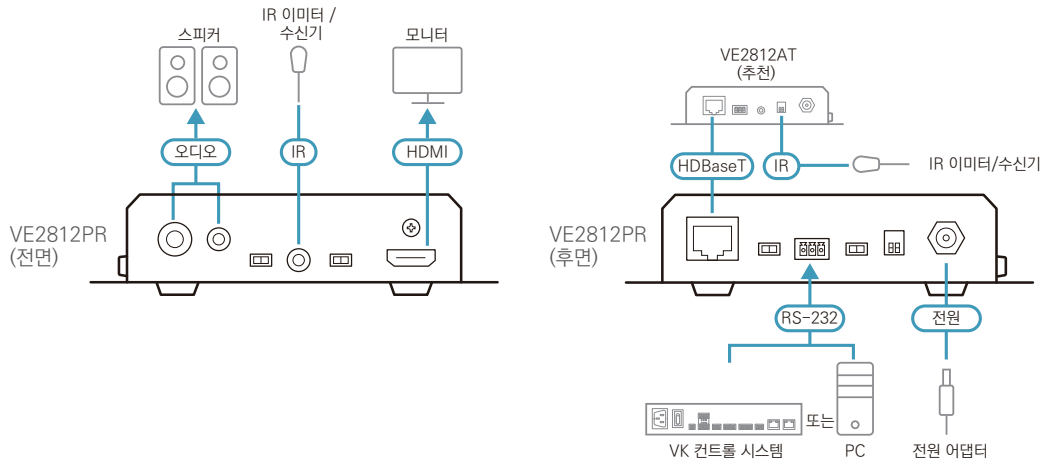 IR 이미터 /
수신기
스피커
모니터
오디오
IR
HDMI
VE2812PR
(전면)
VE2812AT
(추천)
HDBaseT
IR
IR 이미터/수신기
VE2812PR
(후면)
RS-232
전원
또는
VK 컨트롤 시스템
PC
전원 어댑터